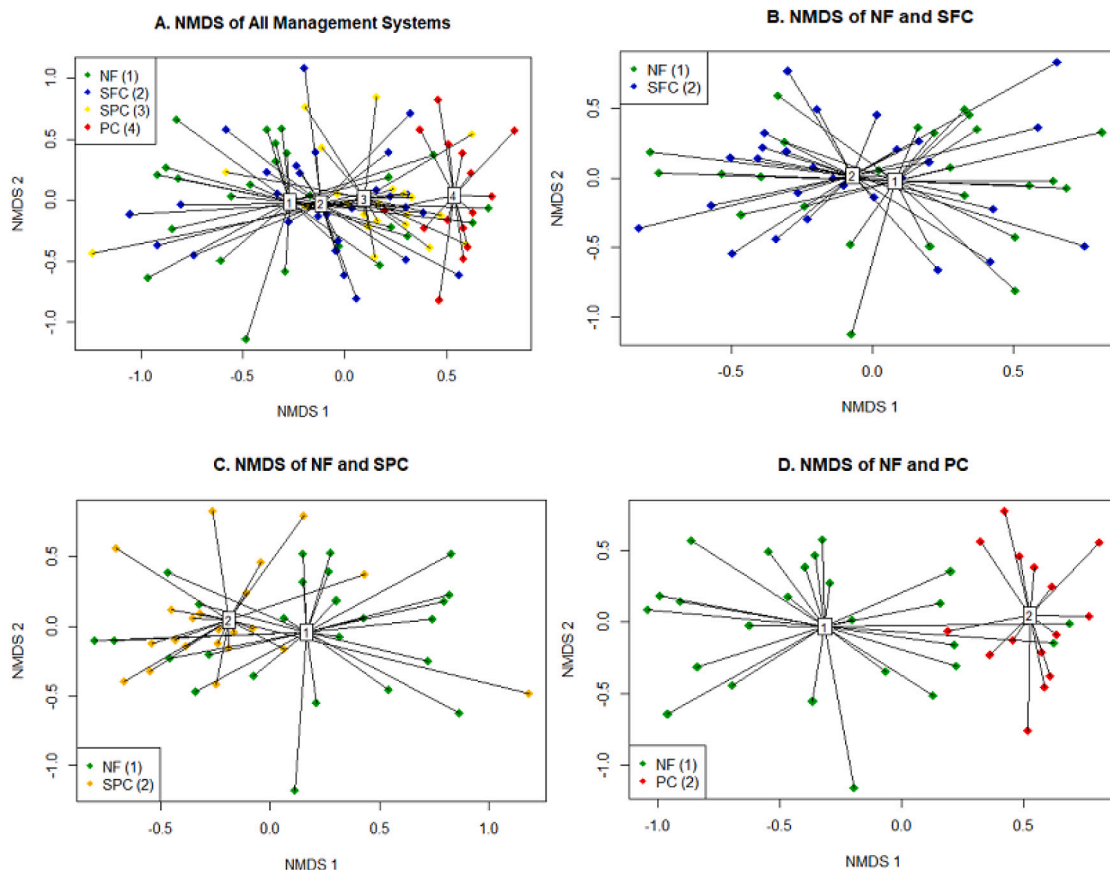 A. NMDS of All Management Systems
NMDS 2
1.0
0.5
0.0
-0.5
-1.0
NF (1)
SFC (2)
SPC (3)
PC (4)
1
2
3
4
-1.0 -0.5 0.0 0.5
NMDS 1
B. NMDS of NF and SFC
NMDS 2
0.5
0.0
-0.5
-1.0
NF (1)
SFC (2)
2
1
-0.5 0.0 0.5
NMDS 1
C. NMDS of NF and SPC
NMDS 2
0.5
0.0
-0.5
-1.0
2
1
NF (1)
SPC (2)
-0.5 0.0 0.5 1.0
NMDS 1
D. NMDS of NF and PC
NMDS 2
0.5
0.0
-0.5
-1.0
1
2
NF (1)
PC (2)
-1.0 -0.5 0.0 0.5
NMDS 1